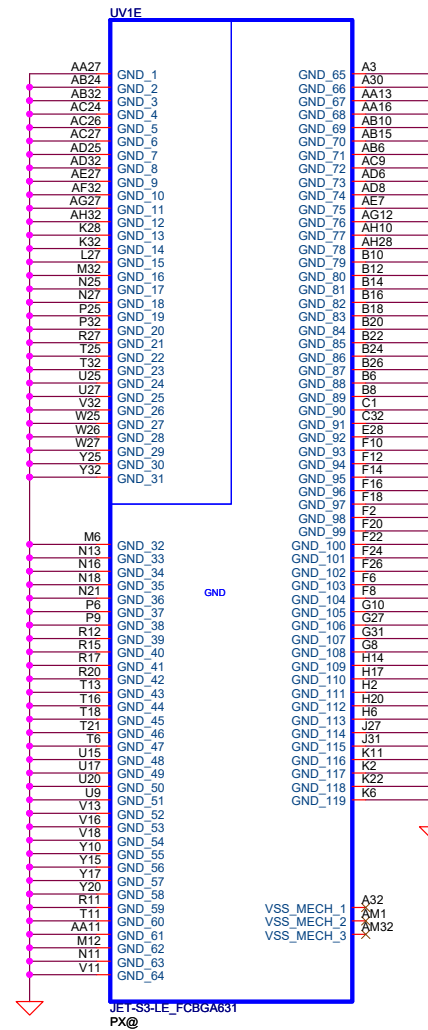 UV1E
AA27 GND_1
AB24 GND_2
AB32 GND_3
AC24 GND_4
AC26 GND_5
AC27 GND_6
AD25 GND_7
AD32 GND_8
AE27 GND_9
AF32 GND_10
AG27 GND_11
AH32 GND_12
K28 GND_13
K32 GND_14
L27 GND_15
M32 GND_16
N25 GND_17
N27 GND_18
P25 GND_19
P32 GND_20
R27 GND_21
T25 GND_22
T32 GND_23
U25 GND_24
U27 GND_25
V32 GND_26
W25 GND_27
W26 GND_28
W27 GND_29
Y25 GND_30
Y32 GND_31
M6 GND_32
N13 GND_33
N16 GND_34
N18 GND_35
N21 GND_36
P6 GND_37
P9 GND_38
R12 GND_39
R15 GND_40
R17 GND_41
R20 GND_42
T13 GND_43
T16 GND_44
T18 GND_45
T21 GND_46
T6 GND_47
U15 GND_48
U17 GND_49
U20 GND_50
U9 GND_51
V13 GND_52
V16 GND_53
V18 GND_54
Y10 GND_55
Y15 GND_56
Y17 GND_57
Y20 GND_58
R11 GND_59
T11 GND_60
AA11 GND_61
M12 GND_62
N11 GND_63
V11 GND_64
GND
GND_65 A3
GND_66 A30
GND_67 AA13
GND_68 AA16
GND_69 AB10
GND_70 AB15
GND_71 AB6
GND_72 AC9
GND_73 AD6
GND_74 AD8
GND_75 AE7
GND_76 AG12
GND_77 AH10
GND_78 AH28
GND_79 B10
GND_80 B12
GND_81 B14
GND_82 B16
GND_83 B18
GND_84 B20
GND_85 B22
GND_86 B24
GND_87 B26
GND_88 B6
GND_89 B8
GND_90 C1
GND_91 C32
GND_92 E28
GND_93 F10
GND_94 F12
GND_95 F14
GND_96 F16
GND_97 F18
GND_98 F2
GND_99 F20
GND_100 F22
GND_101 F24
GND_102 F26
GND_103 F6
GND_104 F8
GND_105 G10
GND_106 G27
GND_107 G31
GND_108 G8
GND_109 H14
GND_110 H17
GND_111 H2
GND_112 H20
GND_113 H6
GND_114 J27
GND_115 J31
GND_116 K11
GND_117 K2
GND_118 K22
GND_119 K6
VSS_MECH_1 A32
VSS_MECH_2 AM1
VSS_MECH_3 AM32
JET-S3-LE_FCBGA631
PX@